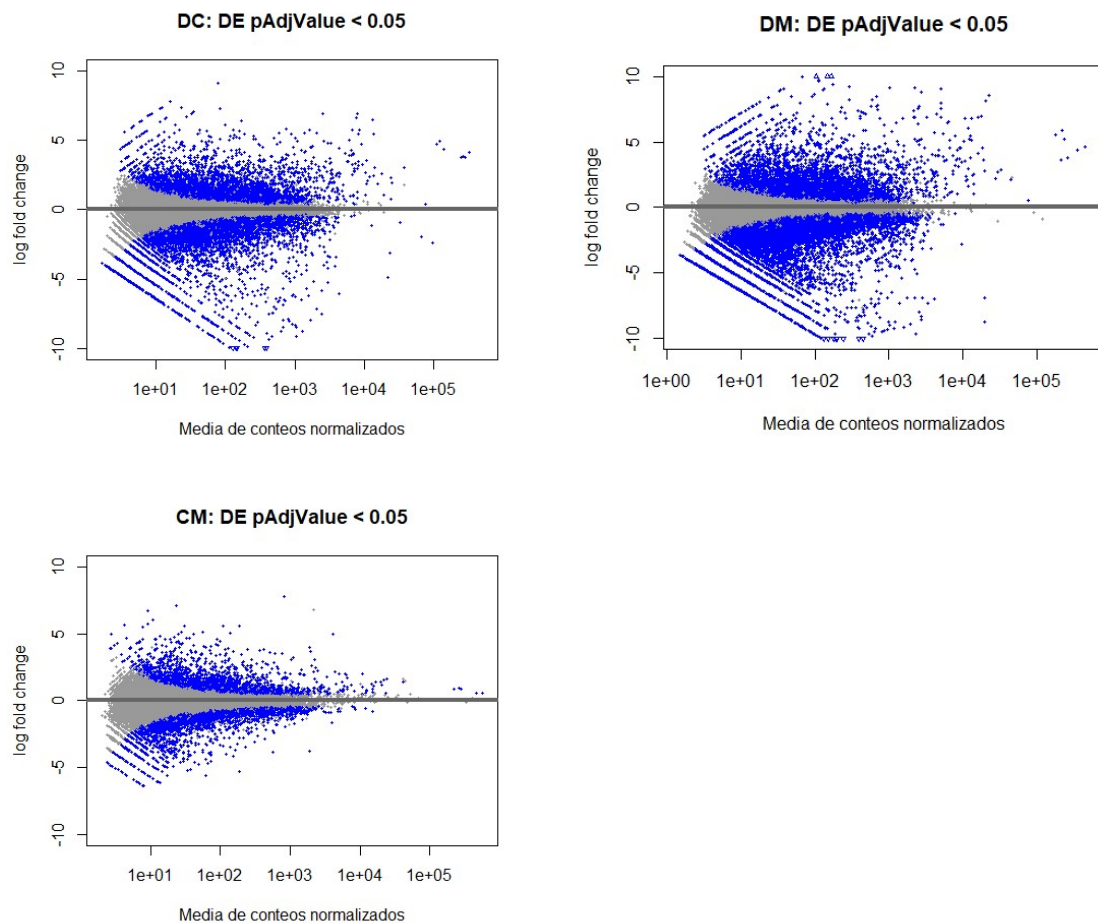 DC: DE pAdjValue < 0.05
10
5
0
-5
-10
log fold change
1e+01 1e+02 1e+03 1e+04 1e+05
Media de conteos normalizados
DM: DE pAdjValue < 0.05
10
5
0
-5
-10
log fold change
1e+00 1e+01 1e+02 1e+03 1e+04 1e+05
Media de conteos normalizados
CM: DE pAdjValue < 0.05
10
5
0
-5
-10
log fold change
1e+01 1e+02 1e+03 1e+04 1e+05
Media de conteos normalizados